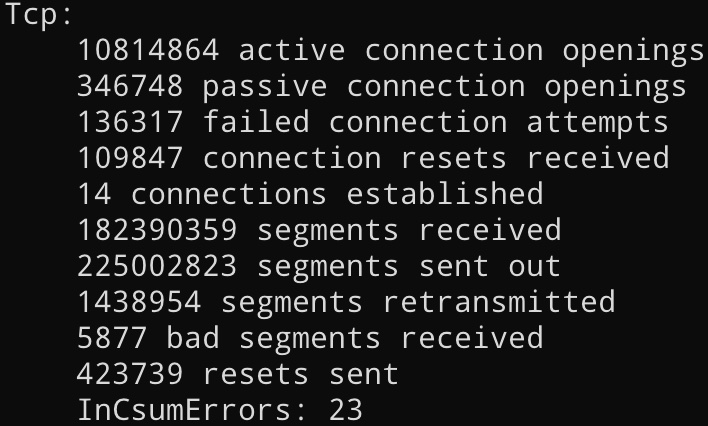 Tcp:
10814864 active connection openings
346748 passive connection openings
136317 failed connection attempts
109847 connection resets received
14 connections established
182390359 segments received
225002823 segments sent out
1438954 segments retransmitted
5877 bad segments received
423739 resets sent
InCsumErrors: 23